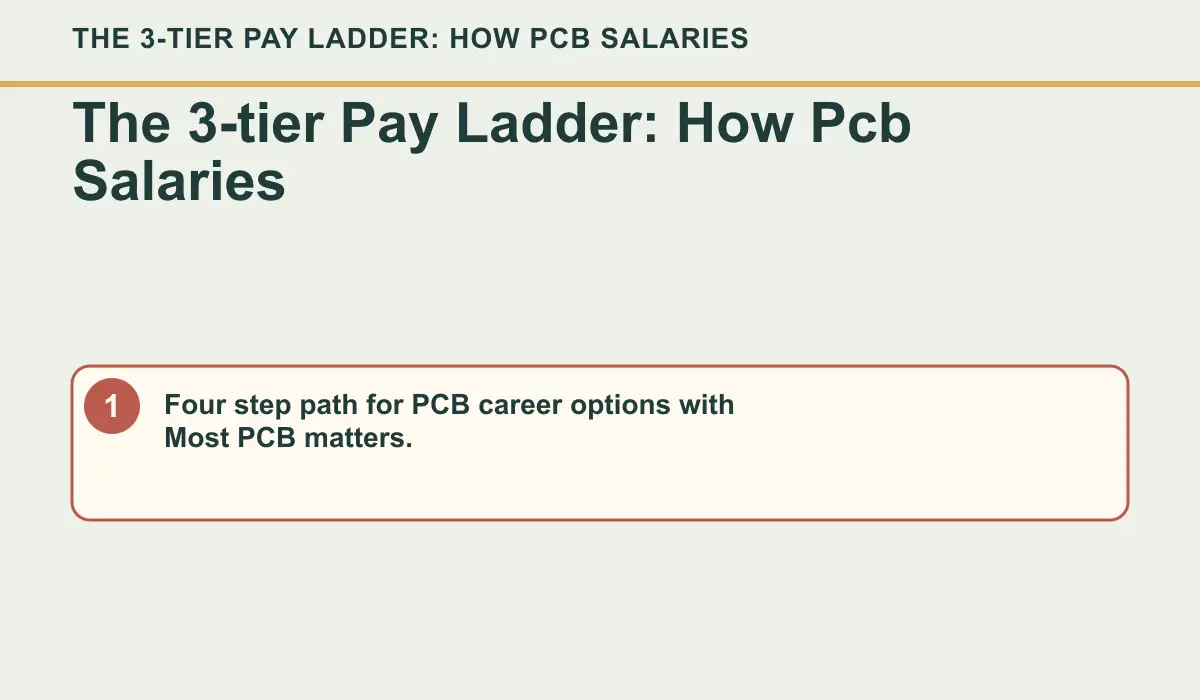 THE 3-TIER PAY LADDER: HOW PCB SALARIES
The 3-tier Pay Ladder: How Pcb
Salaries
1
Four step path for PCB career options with
Most PCB matters.